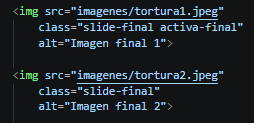 <img src="imagenes/tortura1.jpeg"
class="slide-final activa-final"
alt="Imagen final 1">
<img src="imagenes/tortura2.jpeg"
class="slide-final"
alt="Imagen final 2">